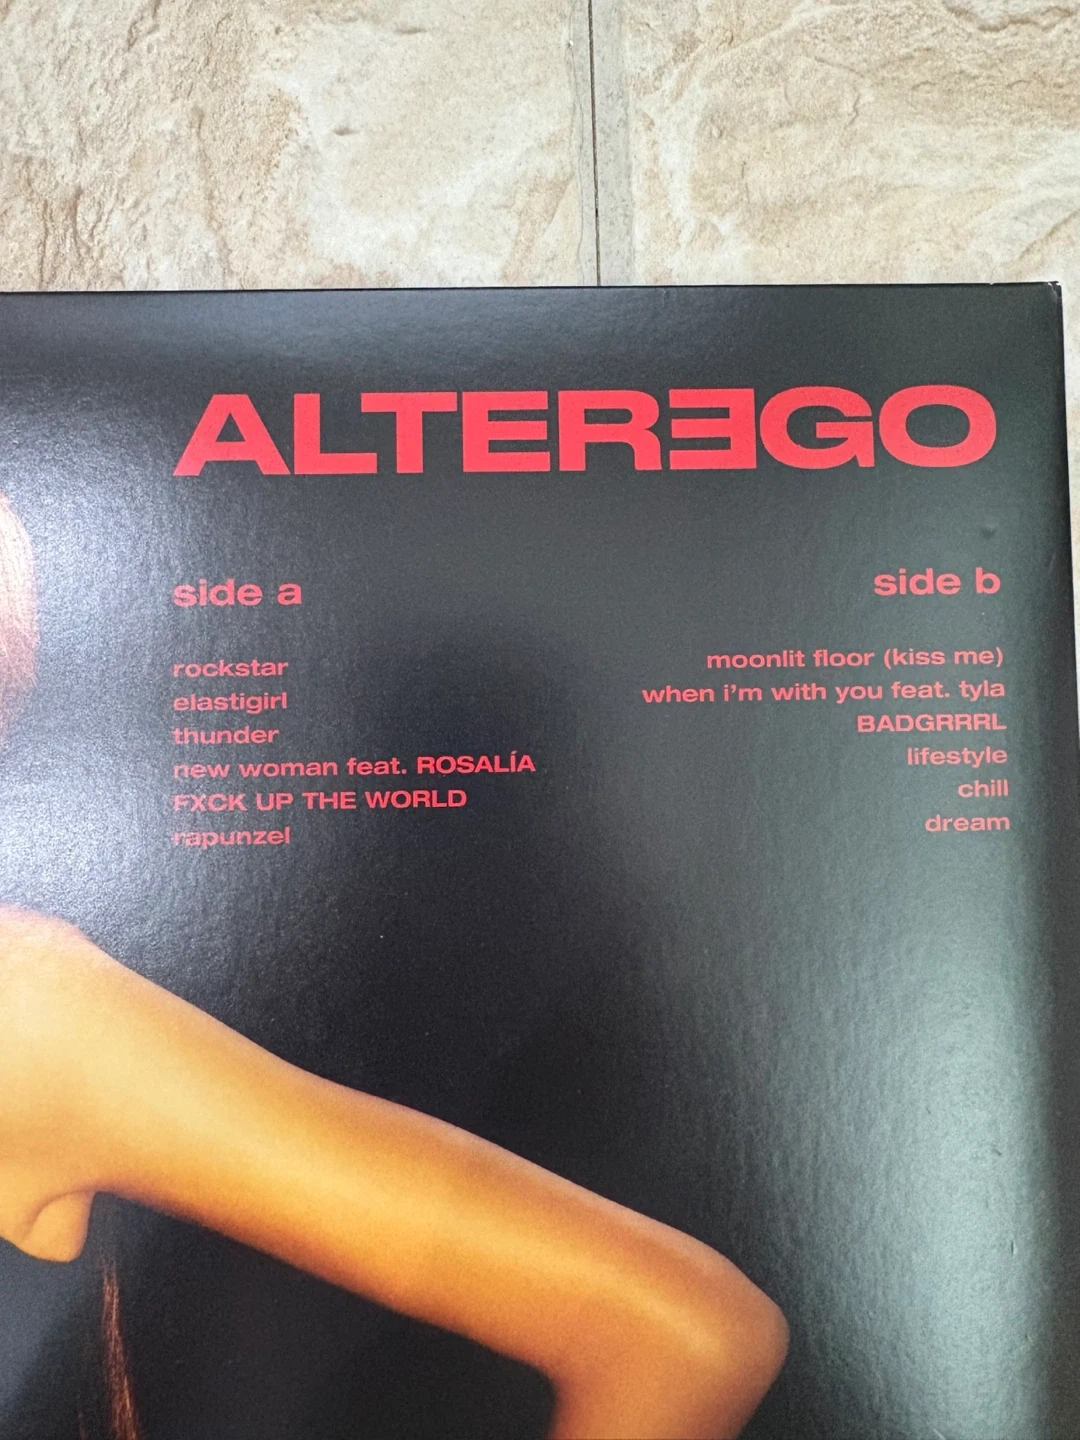 ALTEREGO
side a
rockstar
elastigirl
thunder
new woman feat. ROSALÍA
FXCK UP THE WORLD
rapunzel
side b
moonlit floor (kiss me)
when i'm with you feat. tyla
BADGRRRL
lifestyle
chill
dream